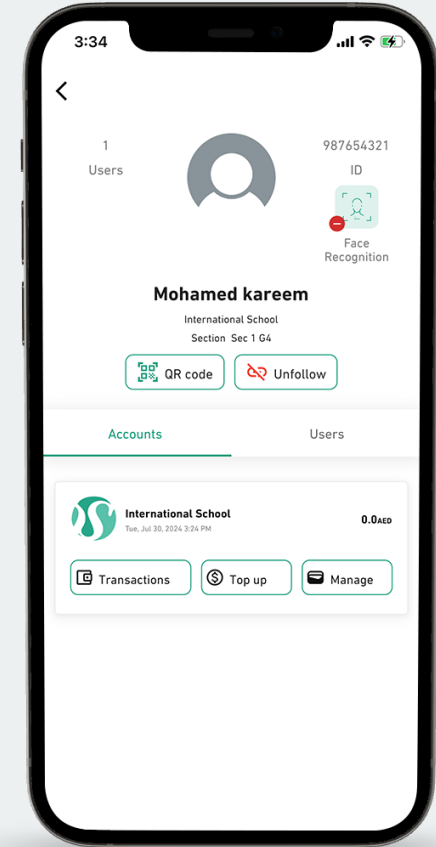 3:34
1
Users
987654321
ID
Face
Recognition
Mohamed kareem
International School
Section Sec 1 G4
QR code
Unfollow
Accounts
Users
International School
Tue, Jul 30, 2024 3:24 PM
0.0AED
Transactions
Top up
Manage